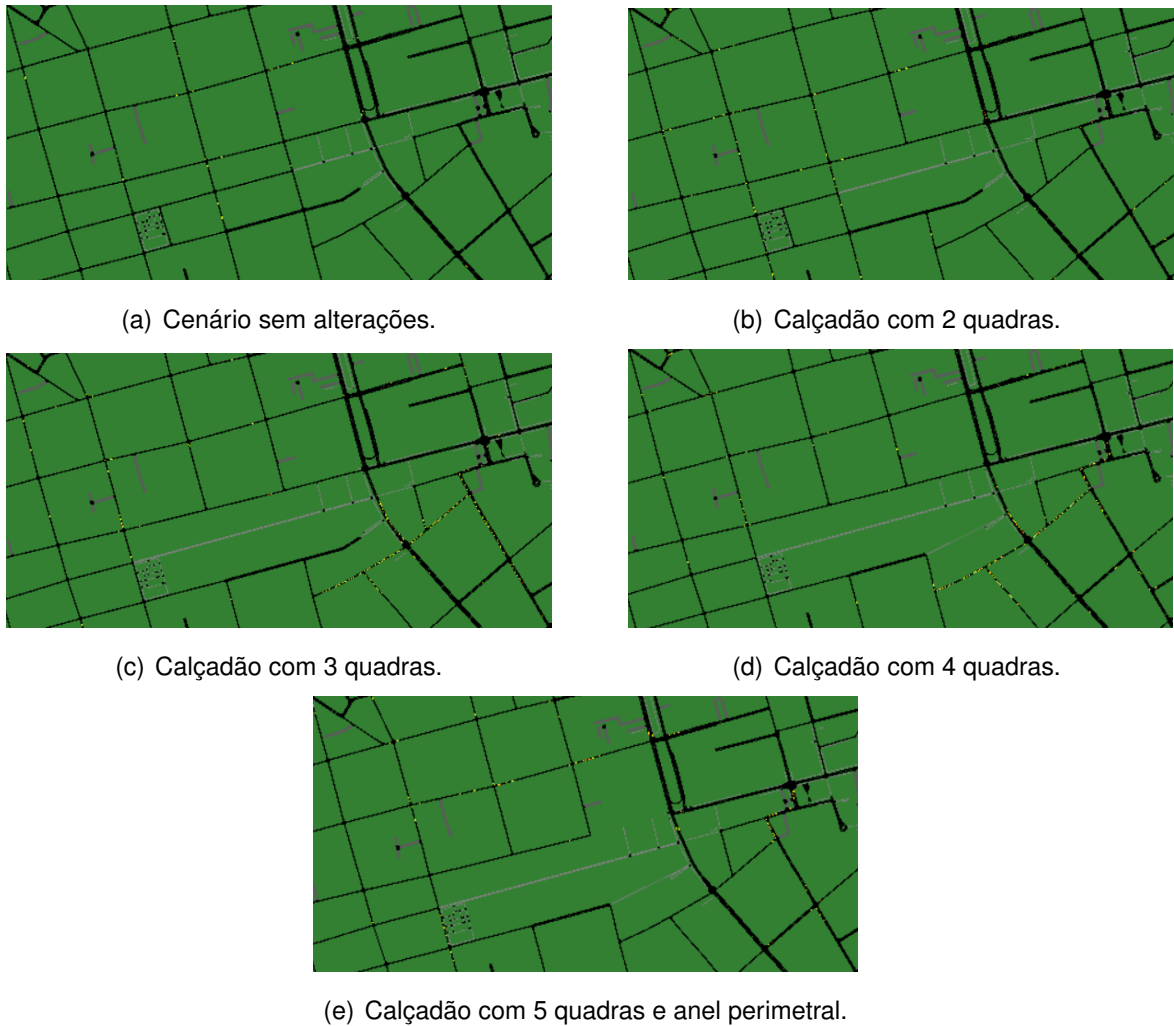 (a) Cenário sem alterações.
(b) Calçadão com 2 quadras.
(c) Calçadão com 3 quadras.
(d) Calçadão com 4 quadras.
(e) Calçadão com 5 quadras e anel perimetral.